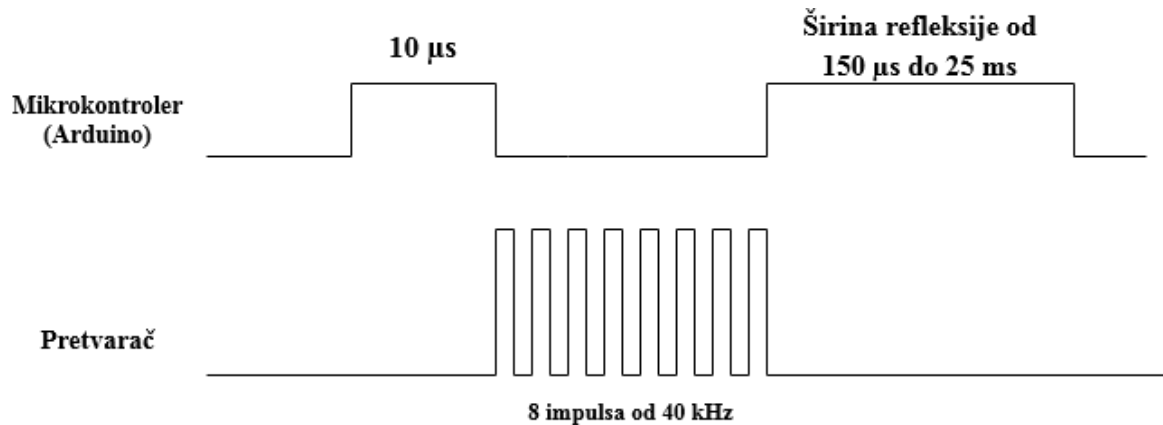 10 µs
Širina refleksije od
150 µs do 25 ms
Mikrokontroler
(Arduino)
Pretvarač
8 impulsa od 40 kHz